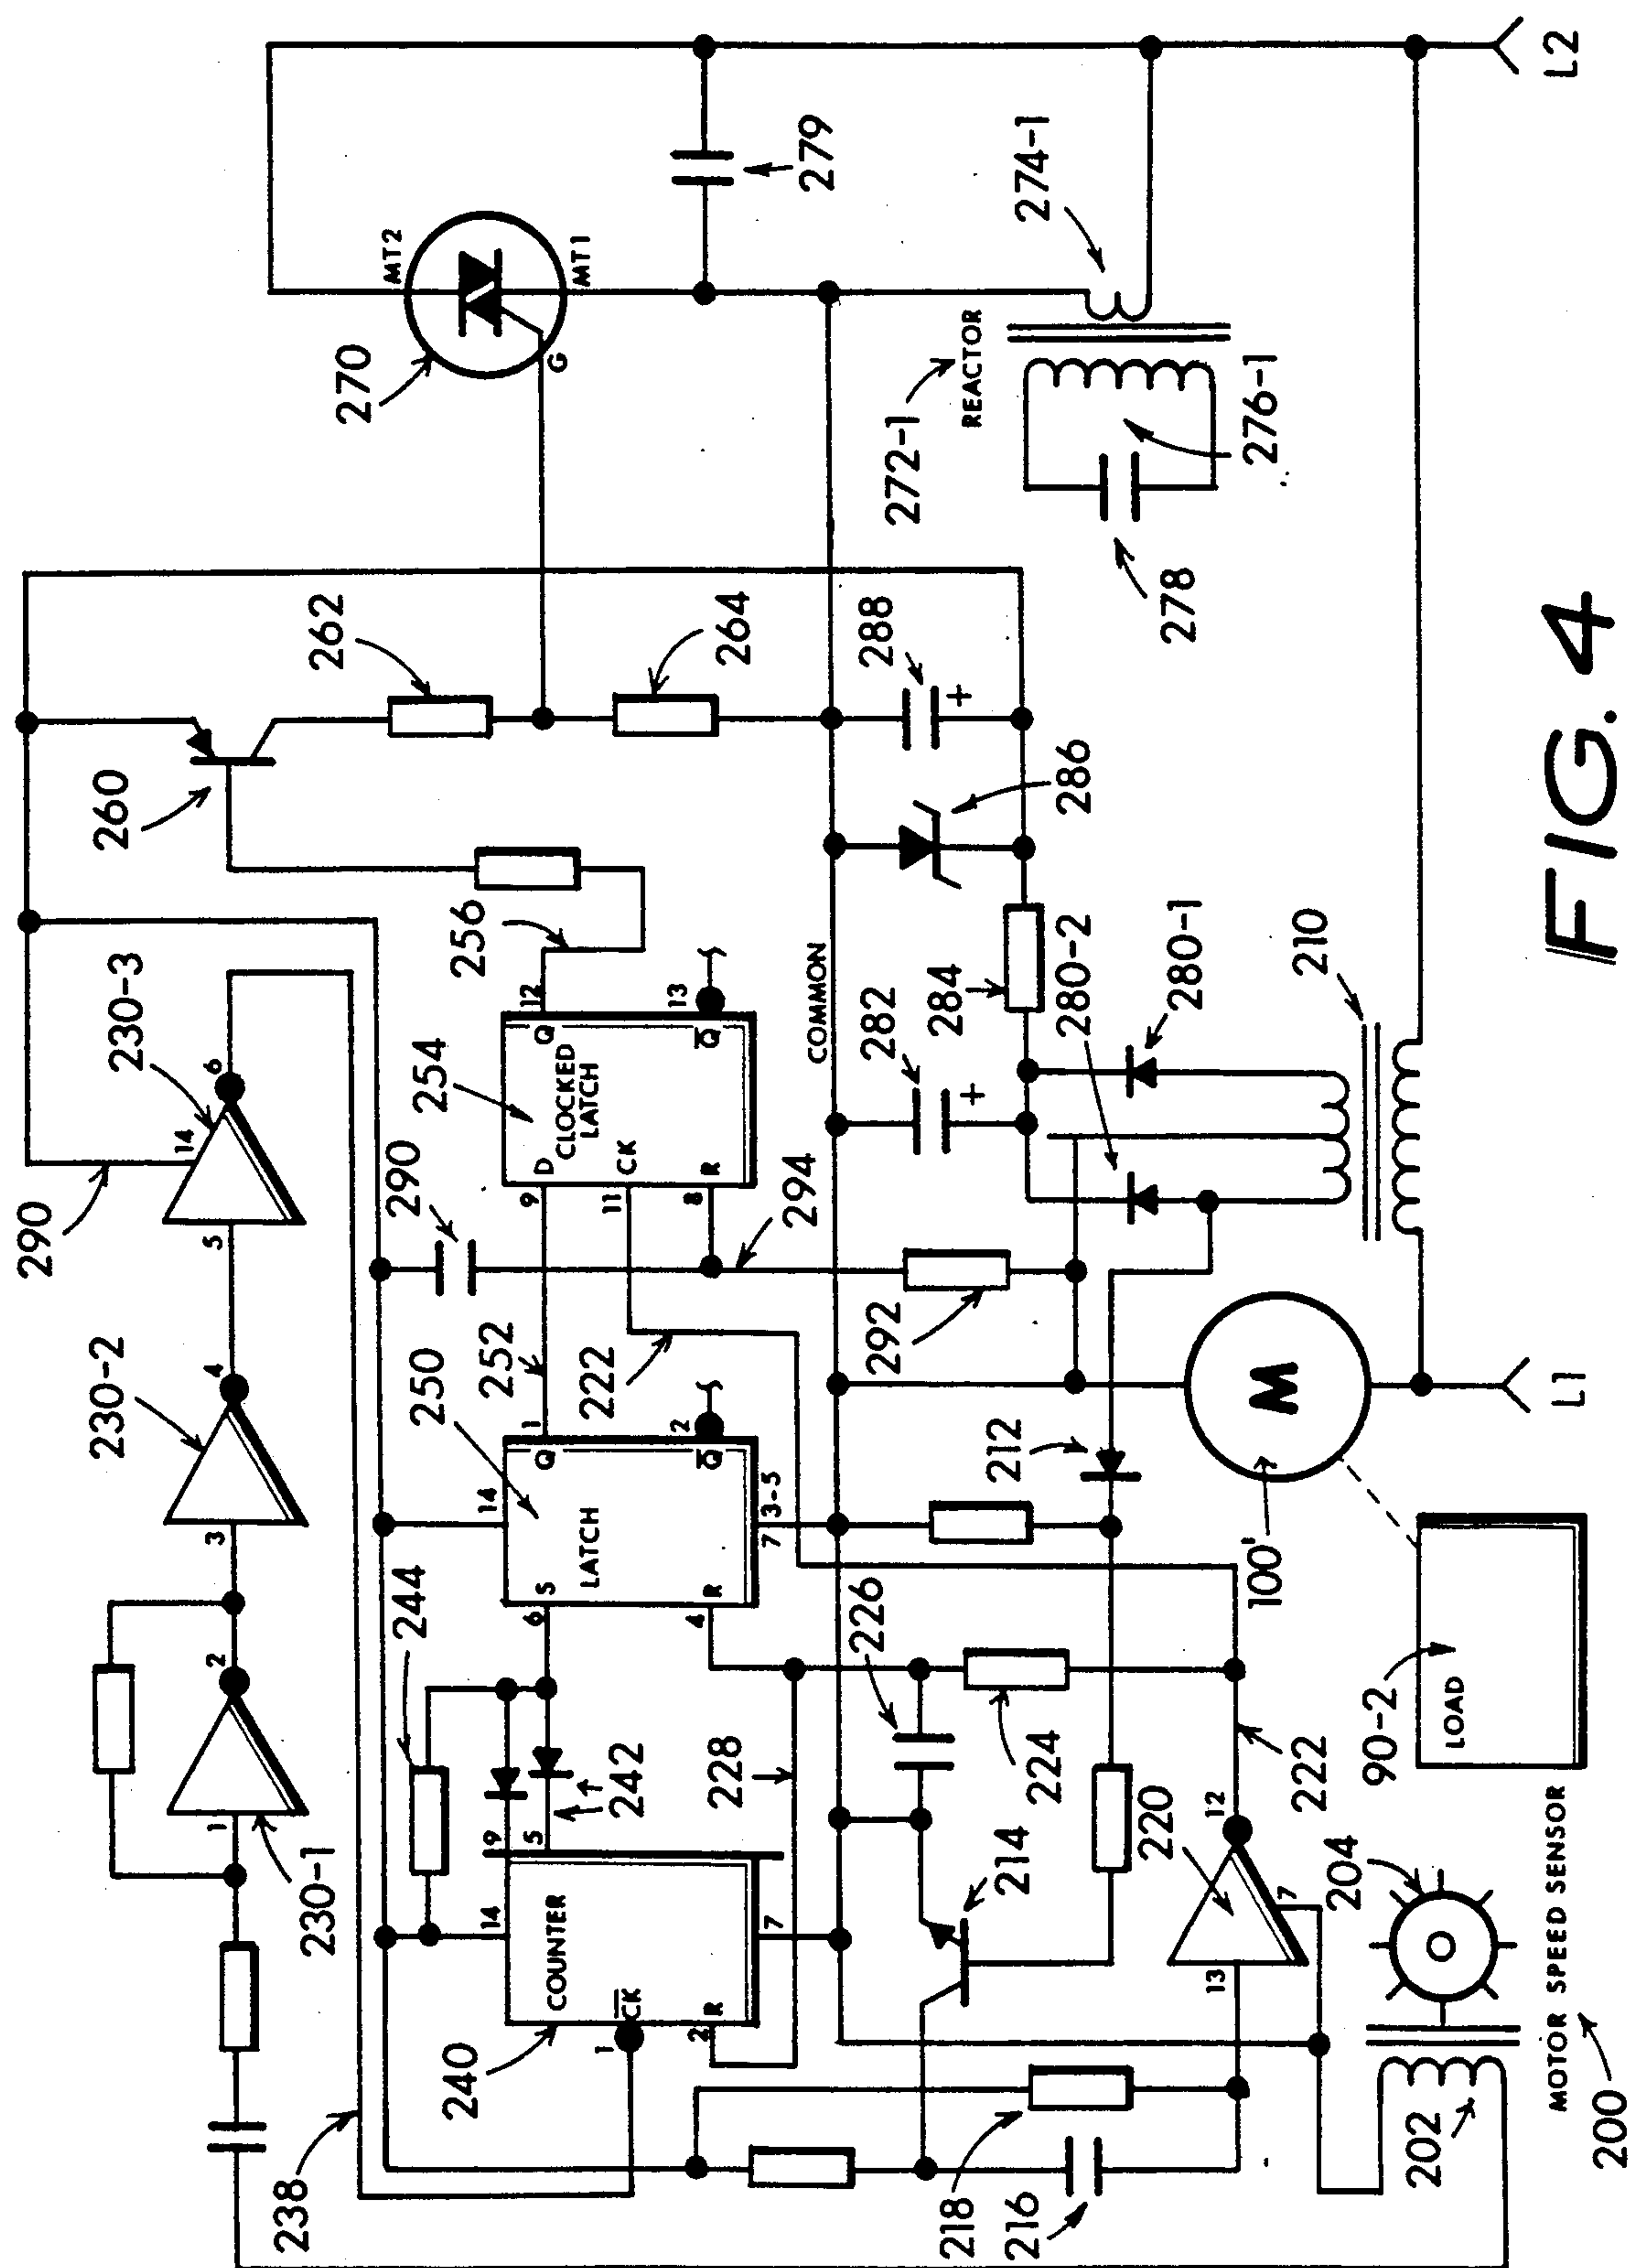 290
230-2
230-3
230-1
1
2
3
4
5
6
14
238
260
262
270
MT2
MT1
G
264
279
L2
244
290
256
240
COUNTER
CK
R
1
2
14
7
9
5
242
250
LATCH
S
R
Q
Q
6
4
14
1
2
7
3-5
252
222
254
CLOCKED
LATCH
D
CK
R
Q
Q
9
11
8
12
13
294
COMMON
228
226
224
214
218
216
220
13
12
7
222
212
292
282
+
284
280-2
280-1
286
288
+
210
272-1
REACTOR
274-1
276-1
278
M
100'
L1
LOAD
90-2
204
202
MOTOR SPEED SENSOR
200
FIG. 4